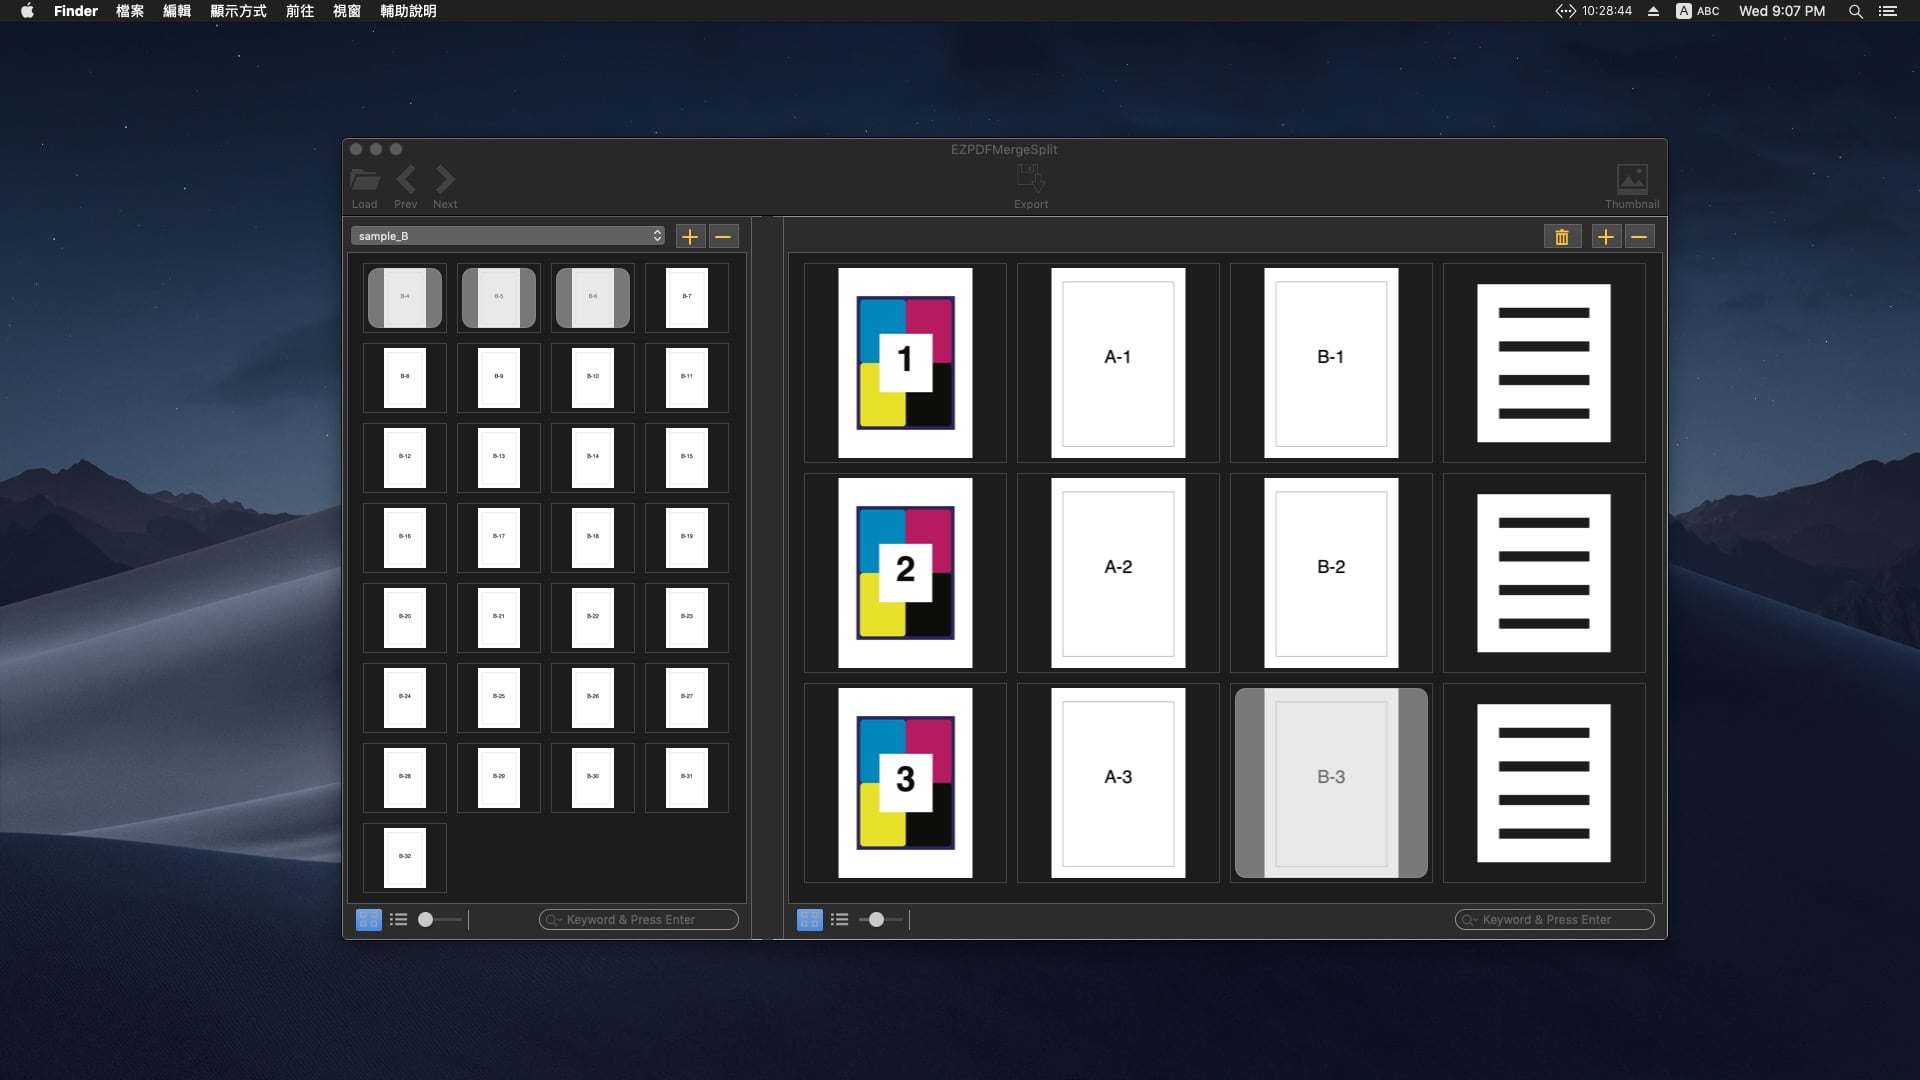 Finder 檔案 編輯 顯示方式 前往 視窗 輔助說明 10:28:44 A ABC Wed 9:07 PM
EZPDFMergeSplit
Load Prev Next Export Thumbnail
sample_B
B-4 B-5 B-6 B-7
B-8 B-9 B-10 B-11
B-12 B-13 B-14 B-15
B-16 B-17 B-18 B-19
B-20 B-21 B-22 B-23
B-24 B-25 B-26 B-27
B-28 B-29 B-30 B-31
B-32
Keyword & Press Enter
1 A-1 B-1
2 A-2 B-2
3 A-3 B-3
Keyword & Press Enter